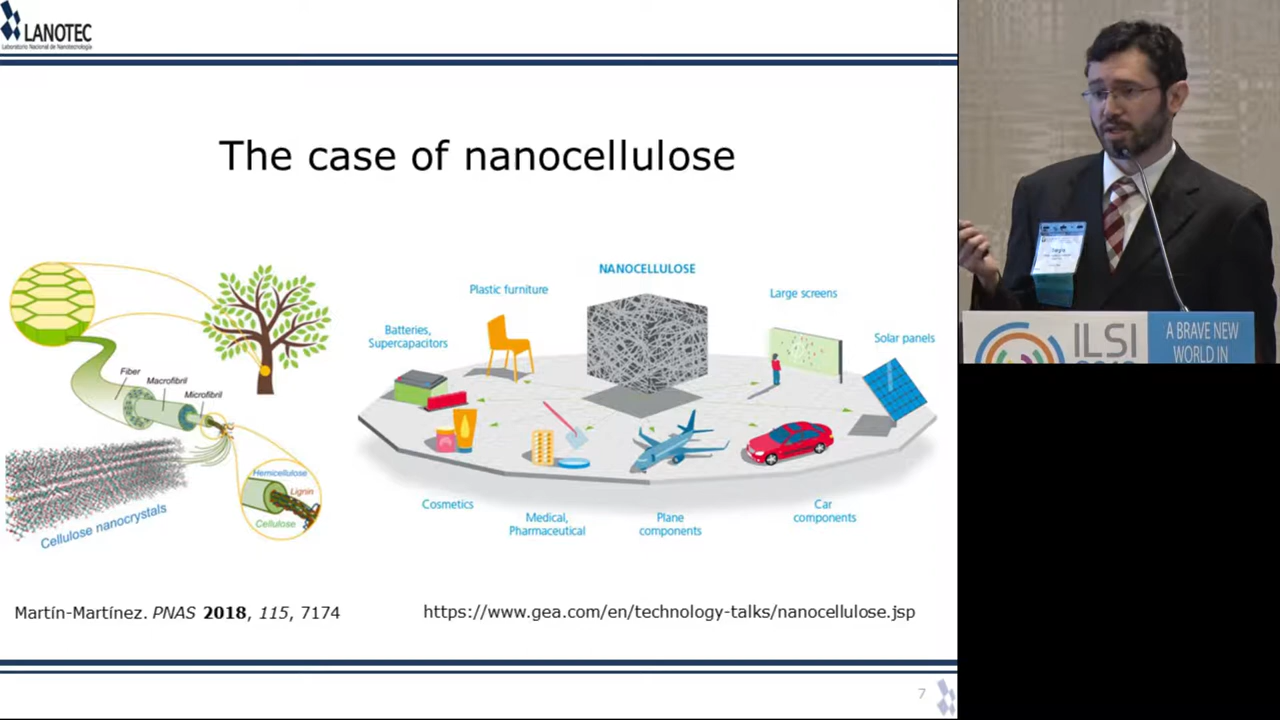 LANOTEC
Laboratorio Nacional de Nanotecnología
The case of nanocellulose
Fiber
Macrofibril
Microfibril
Hemicellulose
Lignin
Cellulose
Cellulose nanocrystals
NANOCELLULOSE
Plastic furniture
Large screens
Batteries,
Supercapacitors
Solar panels
Cosmetics
Medical,
Pharmaceutical
Plane
components
Car
components
Martín-Martínez. PNAS 2018, 115, 7174
https://www.gea.com/en/technology-talks/nanocellulose.jsp
7
ILSI
A BRAVE NEW
WORLD IN